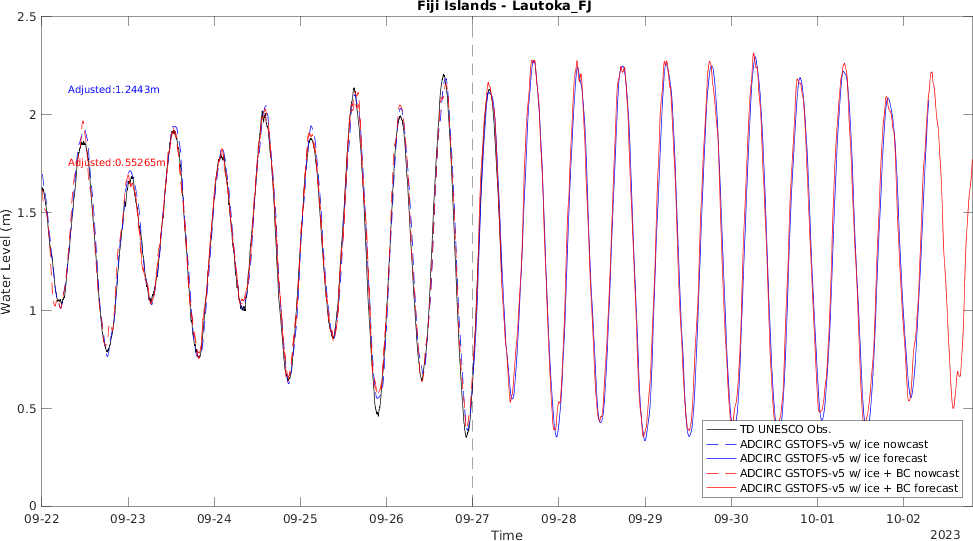 Fiji Islands - Lautoka_FJ
2.5
2
1.5
1
0.5
0
Water Level (m)
Adjusted:1.2443m
Adjusted:0.55265m
TD UNESCO Obs.
ADCIRC GSTOFS-v5 w/ ice nowcast
ADCIRC GSTOFS-v5 w/ ice forecast
ADCIRC GSTOFS-v5 w/ ice + BC nowcast
ADCIRC GSTOFS-v5 w/ ice + BC forecast
09-22 09-23 09-24 09-25 09-26 09-27 09-28 09-29 09-30 10-01 10-02
Time
2023